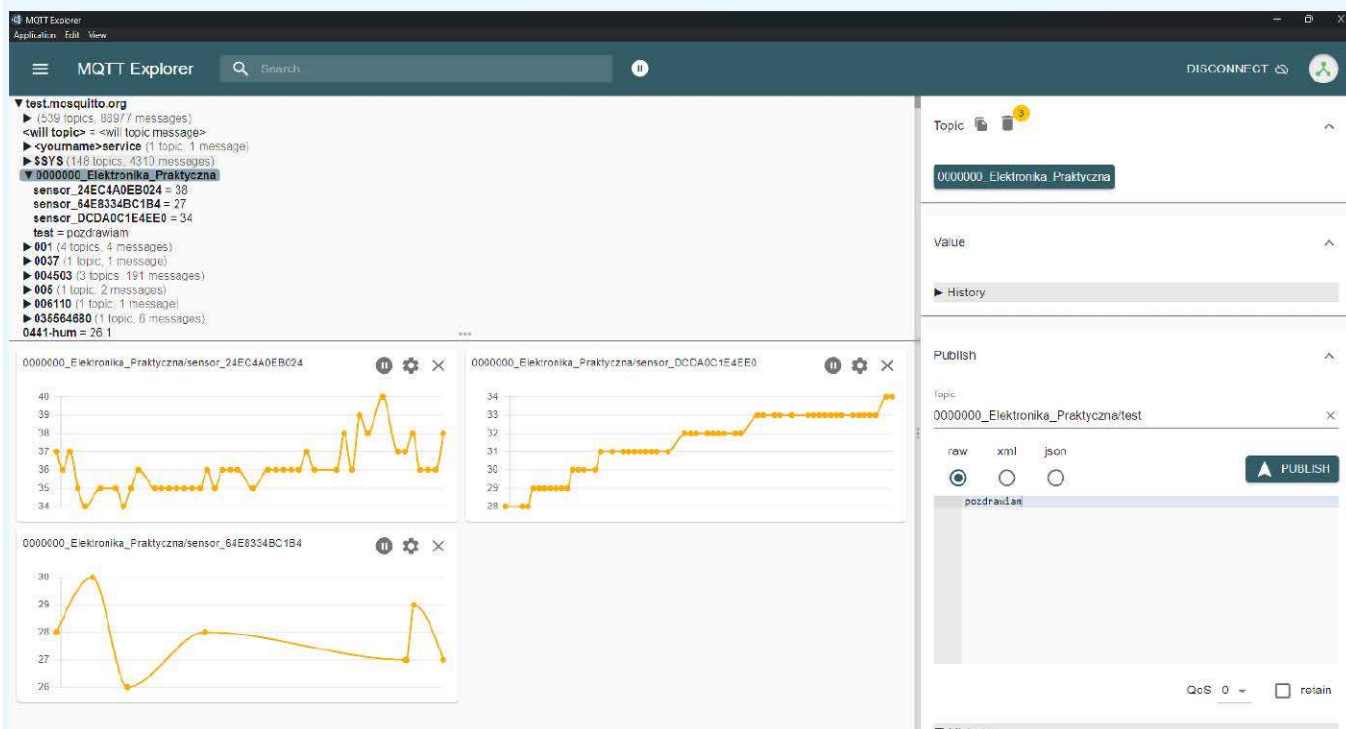 MQTT Explorer
Application Edit View
MQTT Explorer
Search...
DISCONNECT
▼ test.mosquitto.org
▶ (539 topics, 88977 messages)
<will topic> = <will topic message>
▶ <yourname>service (1 topic, 1 message)
▶ $SYS (148 topics, 4310 messages)
▼ 0000000_Elektronika_Praktyczna
sensor_24EC4A0EB024 = 38
sensor_64E8334BC1B4 = 27
sensor_DCDA0C1E4EE0 = 34
test = pozdrawiam
▶ 001 (4 topics, 4 messages)
▶ 0037 (1 topic, 1 message)
▶ 004503 (3 topics, 191 messages)
▶ 005 (1 topic, 2 messages)
▶ 006110 (1 topic, 1 message)
▶ 035564680 (1 topic, 6 messages)
0441-hum = 26.1
0000000_Elektronika_Praktyczna/sensor_24EC4A0EB024
40
39
38
37
36
35
34
0000000_Elektronika_Praktyczna/sensor_DCDA0C1E4EE0
34
33
32
31
30
29
28
0000000_Elektronika_Praktyczna/sensor_64E8334BC1B4
30
29
28
27
26
Topic
3
0000000_Elektronika_Praktyczna
Value
▶ History
Publish
Topic
0000000_Elektronika_Praktyczna/test
raw xml json
PUBLISH
pozdrawiam
QoS 0
retain